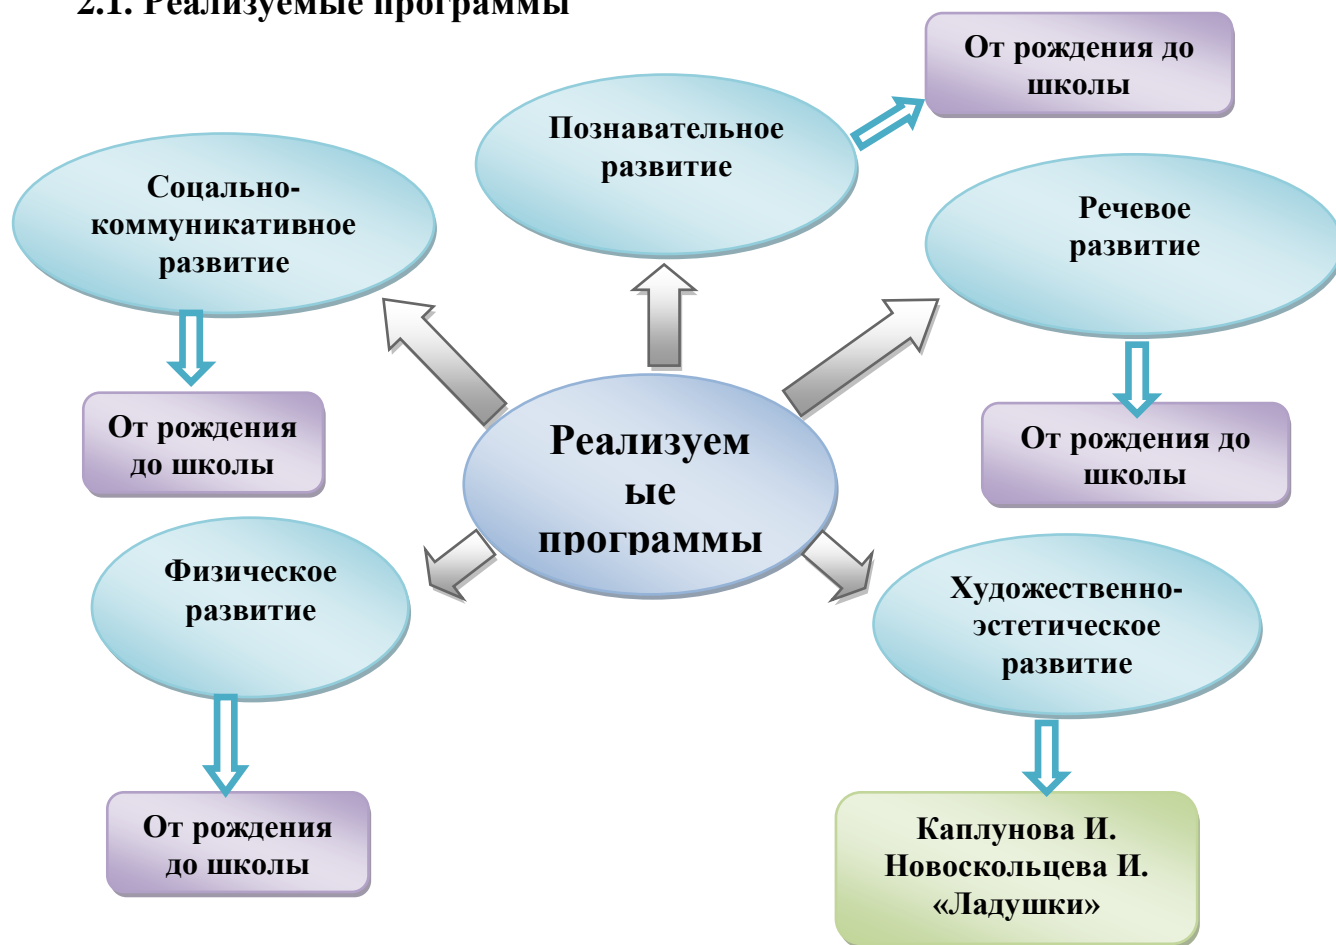 2.1. Реализуемые программы
От рождения до
школы
Познавательное
развитие
Соцально-
коммуникативное
развитие
Речевое
развитие
От рождения
до школы
Реализуем
ые
программы
От рождения до
школы
Физическое
развитие
Художественно-
эстетическое
развитие
От рождения
до школы
Каплунова И.
Новоскольцева И.
«Ладушки»